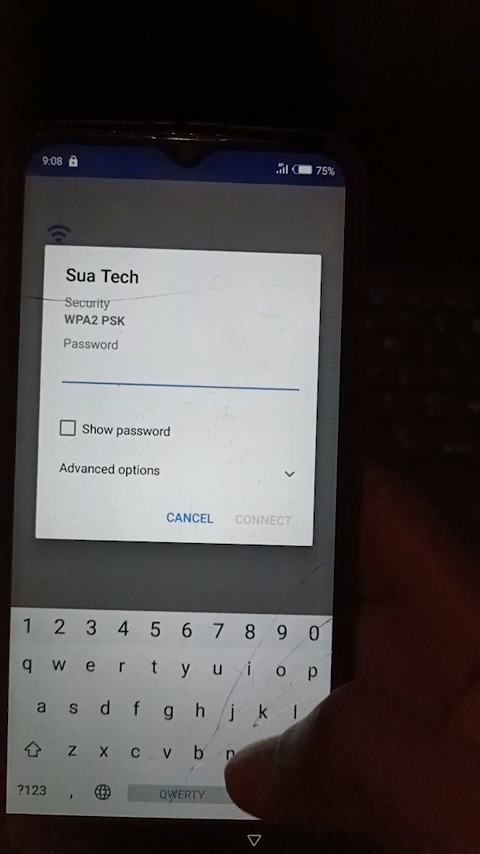 9:08 75%
Sua Tech
Security
WPA2 PSK
Password
Show password
Advanced options
CANCEL CONNECT
1 2 3 4 5 6 7 8 9 0
q w e r t y u i o p
a s d f g h j k l
z x c v b n
?123 , QWERTY